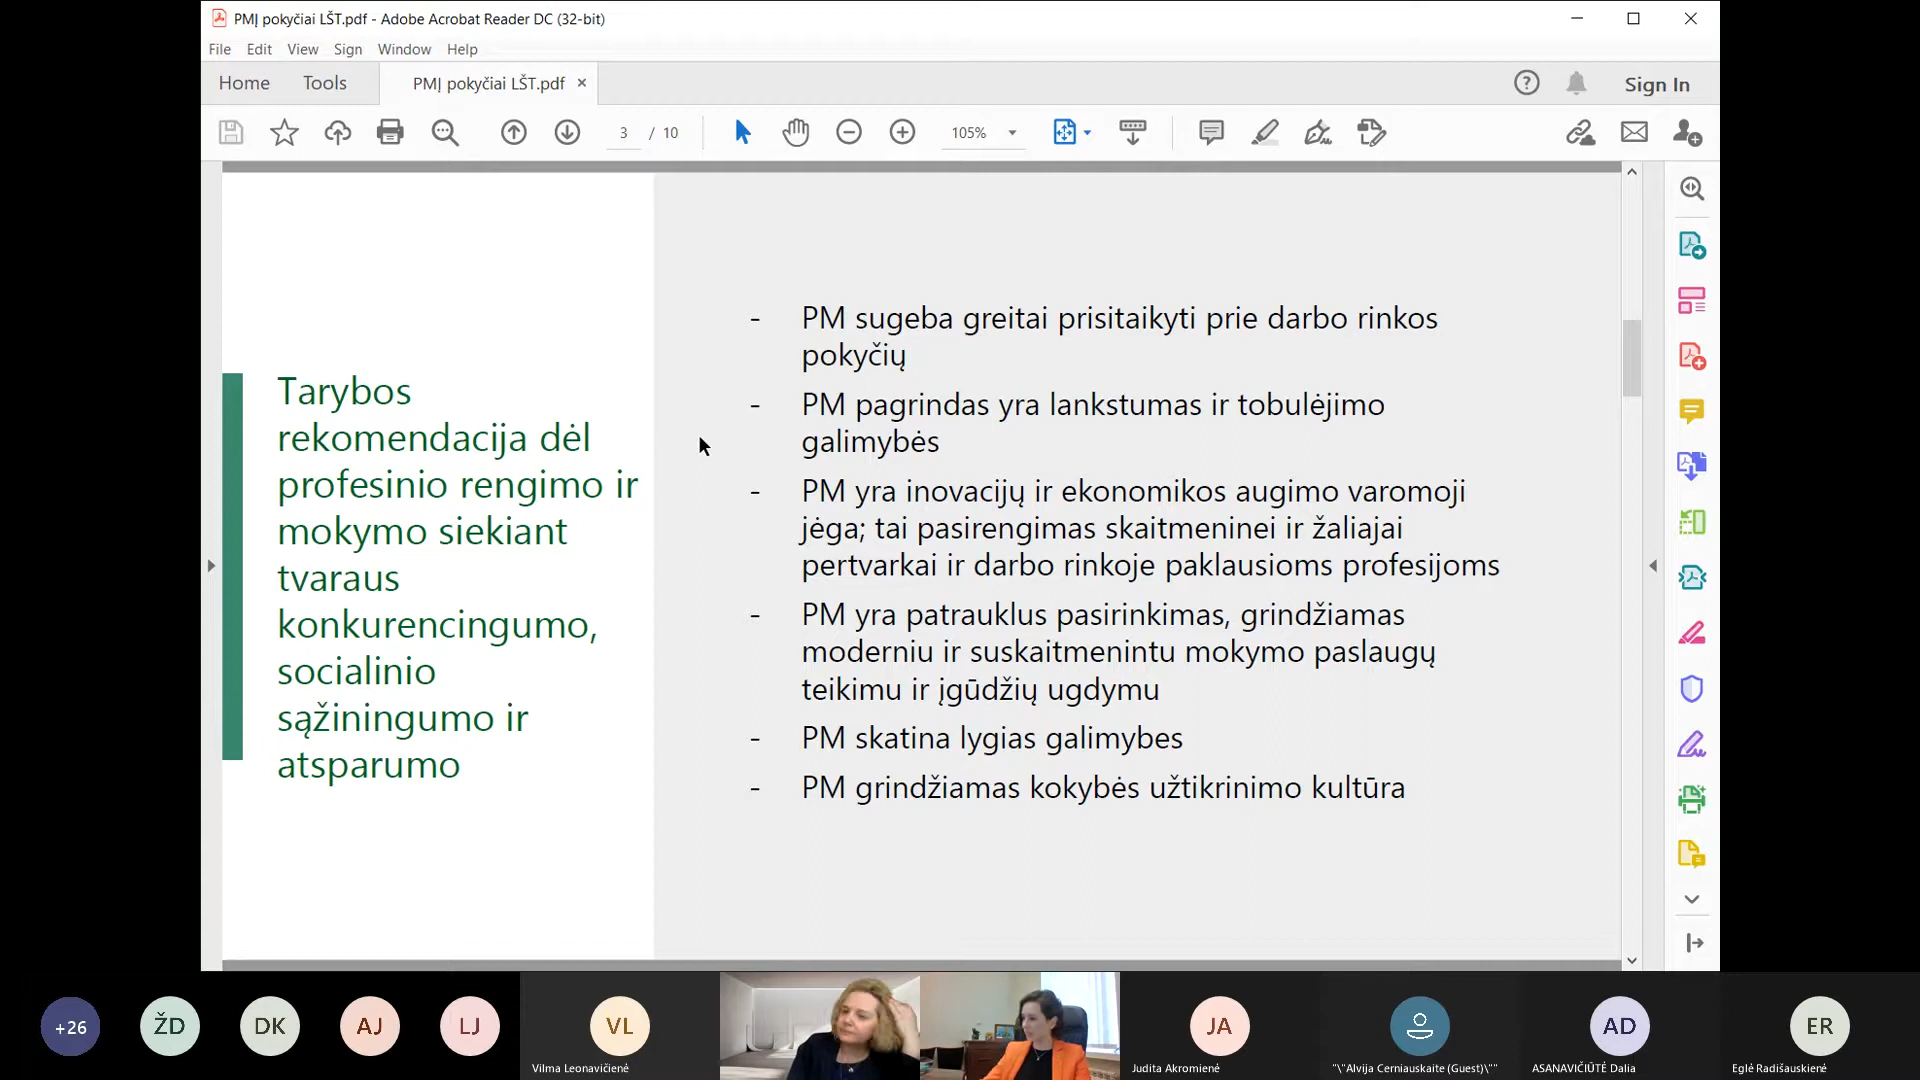 PMĮ pokyčiai LŠT.pdf - Adobe Acrobat Reader DC (32-bit)
File Edit View Sign Window Help
Home Tools PMĮ pokyčiai LŠT.pdf × Sign In
3 / 10 105%
Tarybos
rekomendacija dėl
profesinio rengimo ir
mokymo siekiant
tvaraus
konkurencingumo,
socialinio
sąžiningumo ir
atsparumo
- PM sugeba greitai prisitaikyti prie darbo rinkos
pokyčių
- PM pagrindas yra lankstumas ir tobulėjimo
galimybės
- PM yra inovacijų ir ekonomikos augimo varomoji
jėga; tai pasirengimas skaitmeninei ir žaliajai
pertvarkai ir darbo rinkoje paklausioms profesijoms
- PM yra patrauklus pasirinkimas, grindžiamas
moderniu ir suskaitmenintu mokymo paslaugų
teikimu ir įgūdžių ugdymu
- PM skatina lygias galimybes
- PM grindžiamas kokybės užtikrinimo kultūra
+26 ŽD DK AJ LJ VL JA AD ER
Vilma Leonavičienė
Judita Akromienė
"\"Alvija Cerniauskaite (Guest)\""
ASANAVIČIŪTĖ Dalia
Eglė Radišauskienė